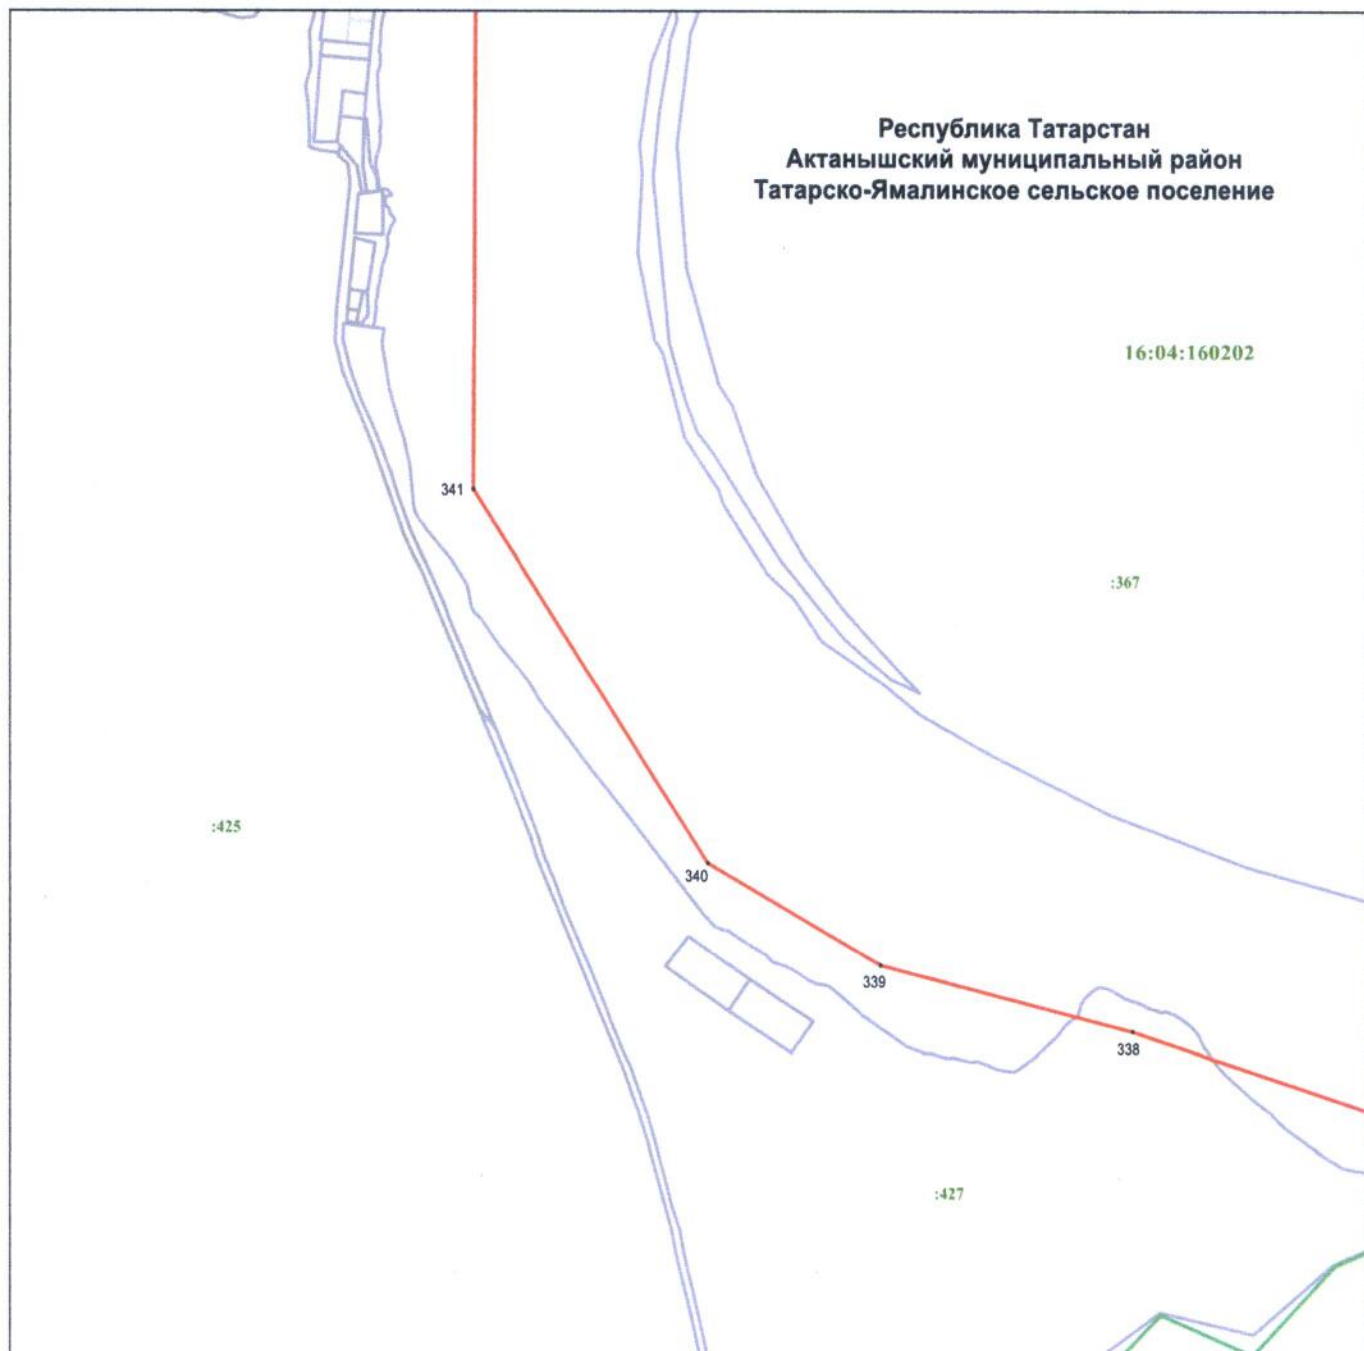 Республика Татарстан
Актанышский муниципальный район
Татарско-Ямалинское сельское поселение
16:04:160202
341
:367
:425
340
339
338
:427